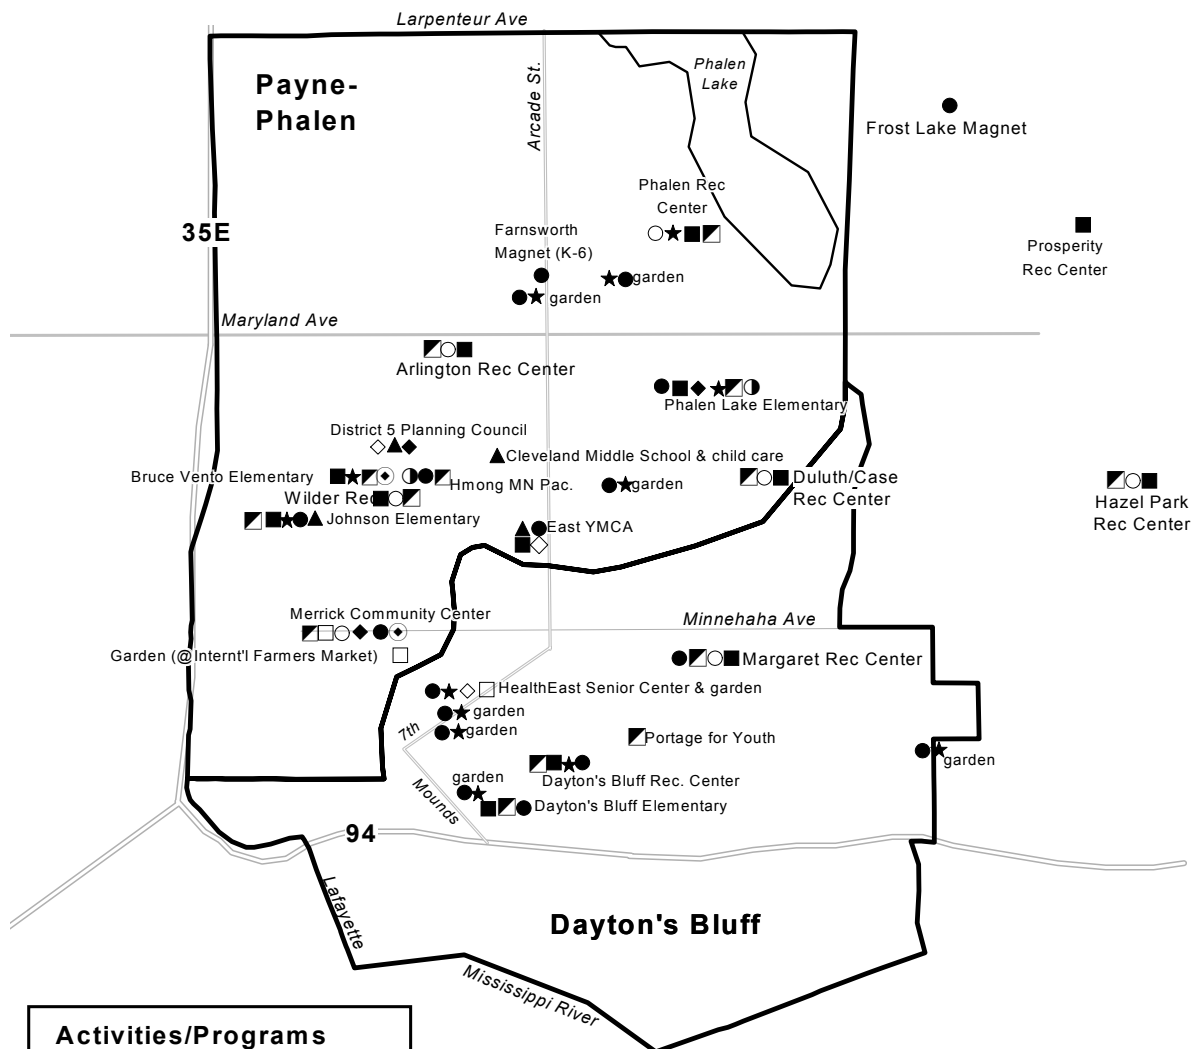 Larpenteur Ave
Payne-
Phalen
Arcade St.
Phalen
Lake
Frost Lake Magnet
Phalen Rec
Center
35E
Farnsworth
Magnet (K-6)
Prosperity
Rec Center
garden
garden
Maryland Ave
Arlington Rec Center
Phalen Lake Elementary
District 5 Planning Council
Cleveland Middle School & child care
Bruce Vento Elementary
Hmong MN Pac.
garden
Duluth/Case
Rec Center
Wilder Rec
Hazel Park
Rec Center
Johnson Elementary
East YMCA
Merrick Community Center
Minnehaha Ave
Garden (@Internt'l Farmers Market)
Margaret Rec Center
HealthEast Senior Center & garden
garden
7th
garden
Portage for Youth
garden
Dayton's Bluff Rec. Center
garden
Mounds
Dayton's Bluff Elementary
94
Lafayette
Dayton's Bluff
Mississippi River
Activities/Programs